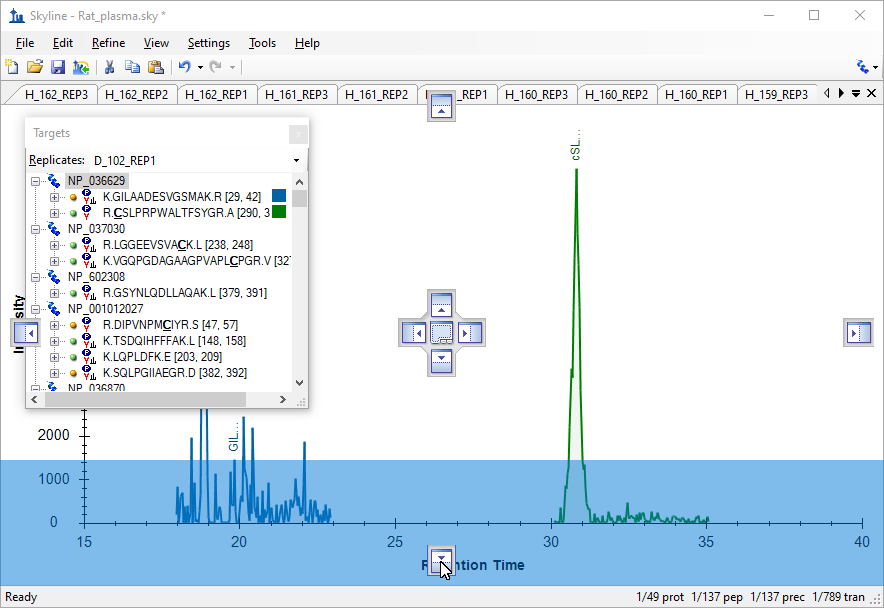 Skyline - Rat_plasma.sky *
File Edit Refine View Settings Tools Help
H_162_REP3 H_162_REP2 H_162_REP1 H_161_REP3 H_161_REP2 _REP1 H_160_REP3 H_160_REP2 H_160_REP1 H_159_REP3
Targets
Replicates: D_102_REP1
NP_036629
K.GILAADESVGSMAK.R [29, 42]
R.CSLPRPWALTFSYGR.A [290, 3
NP_037030
R.LGGEEVSVACK.L [238, 248]
K.VGQPGDAGAAGPVAPLCPGR.V [327
NP_602308
R.GSYNLQDLLAQAK.L [379, 391]
NP_001012027
R.DIPVNPMCIYR.S [47, 57]
K.TSDQIHFFFAK.L [148, 158]
K.LQPLDFK.E [203, 209]
K.SQLPGIIAEGR.D [382, 392]
NP_036870
cSL...
GIL...
2000
1000
0
15 20 25 30 35 40
Retention Time
Ready 1/49 prot 1/137 pep 1/137 prec 1/789 tran